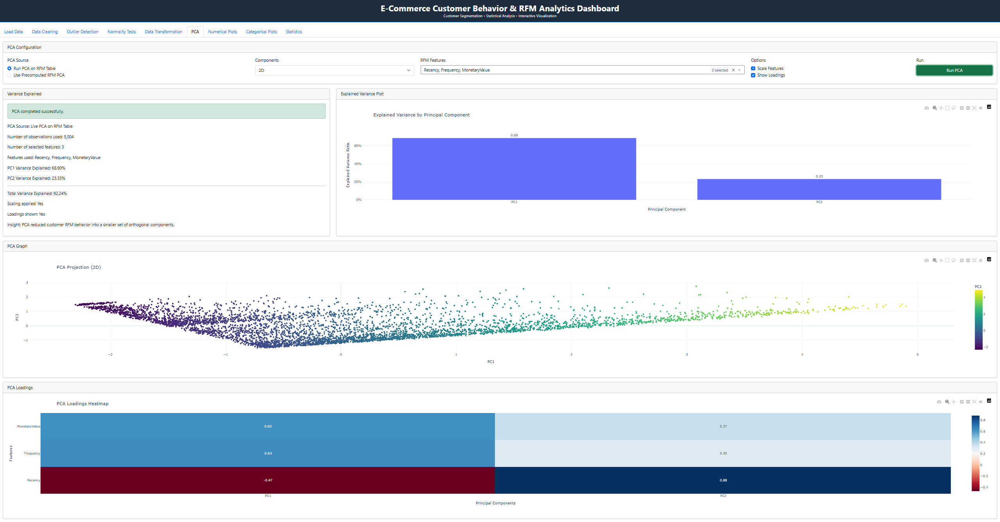 E-Commerce Customer Behavior & RFM Analytics Dashboard
Customer Segmentation • Statistical Analysis • Interactive Visualization
Load Data Data Cleaning Outlier Detection Normality Tests Data Transformation PCA Numerical Plots Categorical Plots Statistics
PCA Configuration
PCA Source
Run PCA on RFM Table
Use Precomputed RFM PCA
Components
2D
RFM Features
Recency, Frequency, MonetaryValue 3 selected
Options
Scale Features
Show Loadings
Run
Run PCA
Variance Explained
PCA completed successfully.
PCA Source: Live PCA on RFM Table
Number of observations used: 5,004
Number of selected features: 3
Features used: Recency, Frequency, MonetaryValue
PC1 Variance Explained: 68.90%
PC2 Variance Explained: 23.33%
Total Variance Explained: 92.24%
Scaling applied: Yes
Loadings shown: Yes
Insight: PCA reduced customer RFM behavior into a smaller set of orthogonal components.
Explained Variance Plot
Explained Variance by Principal Component
Explained Variance Ratio
60%
40%
20%
0%
0.69
0.23
PC1 PC2
Principal Component
PCA Graph
PCA Projection (2D)
PC2
3
2
1
0
−1
−2 −1 0 1 2 3 4 5
PC1
PC1
4
2
0
−2
PCA Loadings
PCA Loadings Heatmap
Features
MonetaryValue 0.62 0.37
Frequency 0.63 0.30
Recency -0.47 0.88
PC1 PC2
Principal Components
0.8
0.6
0.4
0.2
0
−0.2
−0.4